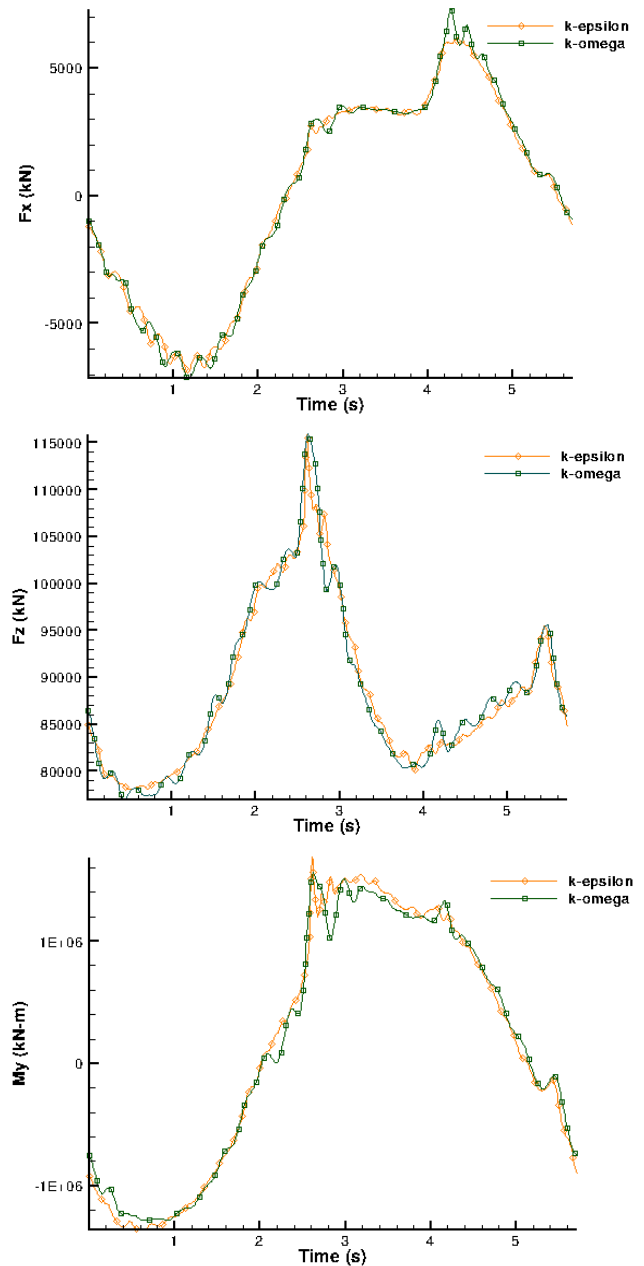 k-epsilon
k-omega
Fx (kN)
5000
0
-5000
1 2 3 4 5
Time (s)
k-epsilon
k-omega
Fz (kN)
115000
110000
105000
100000
95000
90000
85000
80000
1 2 3 4 5
Time (s)
k-epsilon
k-omega
My (kN-m)
1E+06
0
-1E+06
1 2 3 4 5
Time (s)